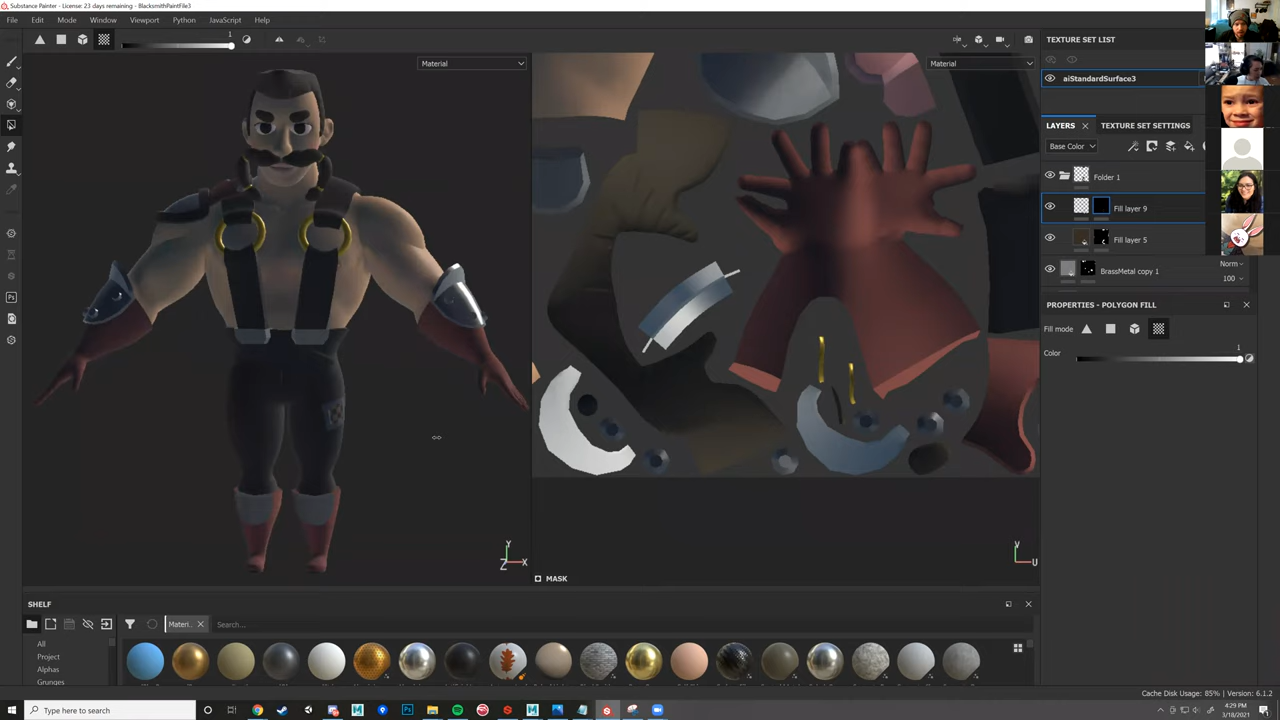 Substance Painter - License: 23 days remaining - BlacksmithPaintFile3
File Edit Mode Window Viewport Python JavaScript Help
1
Material
Material
TEXTURE SET LIST
aiStandardSurface3
LAYERS
TEXTURE SET SETTINGS
Base Color
Folder 1
Fill layer 9
Fill layer 5
Norm
BrassMetal copy 1
100
PROPERTIES - POLYGON FILL
Fill mode
1
Color
Y
Z X
V
U
MASK
SHELF
Materi..
Search...
All
Project
Alphas
Grunges
Cache Disk Usage: 85% | Version: 6.1.2
Type here to search
Ps
4:29 PM
3/18/2021